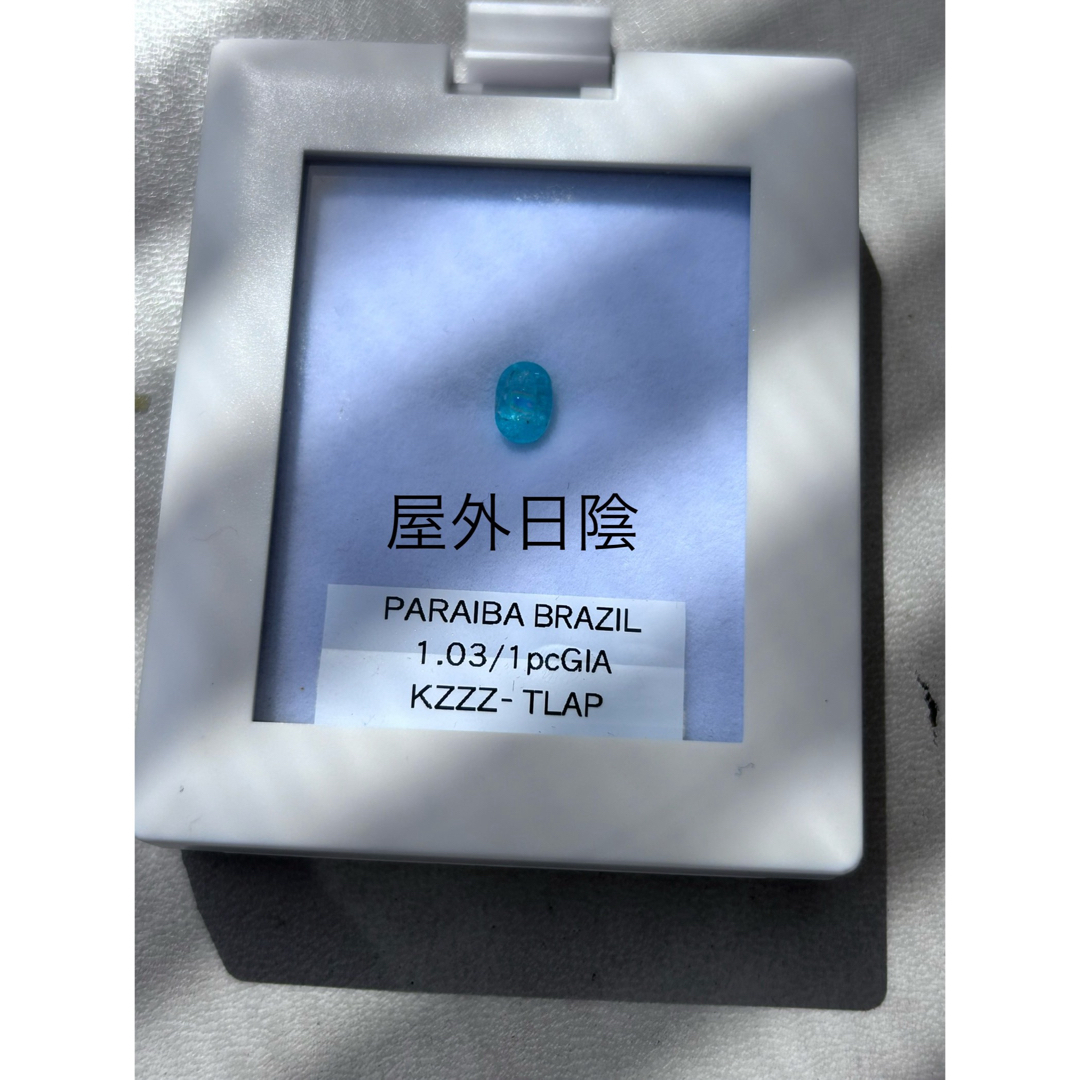 屋外日陰
PARAIBA BRAZIL
1.03/1pcGIA
KZZZ- TLAP